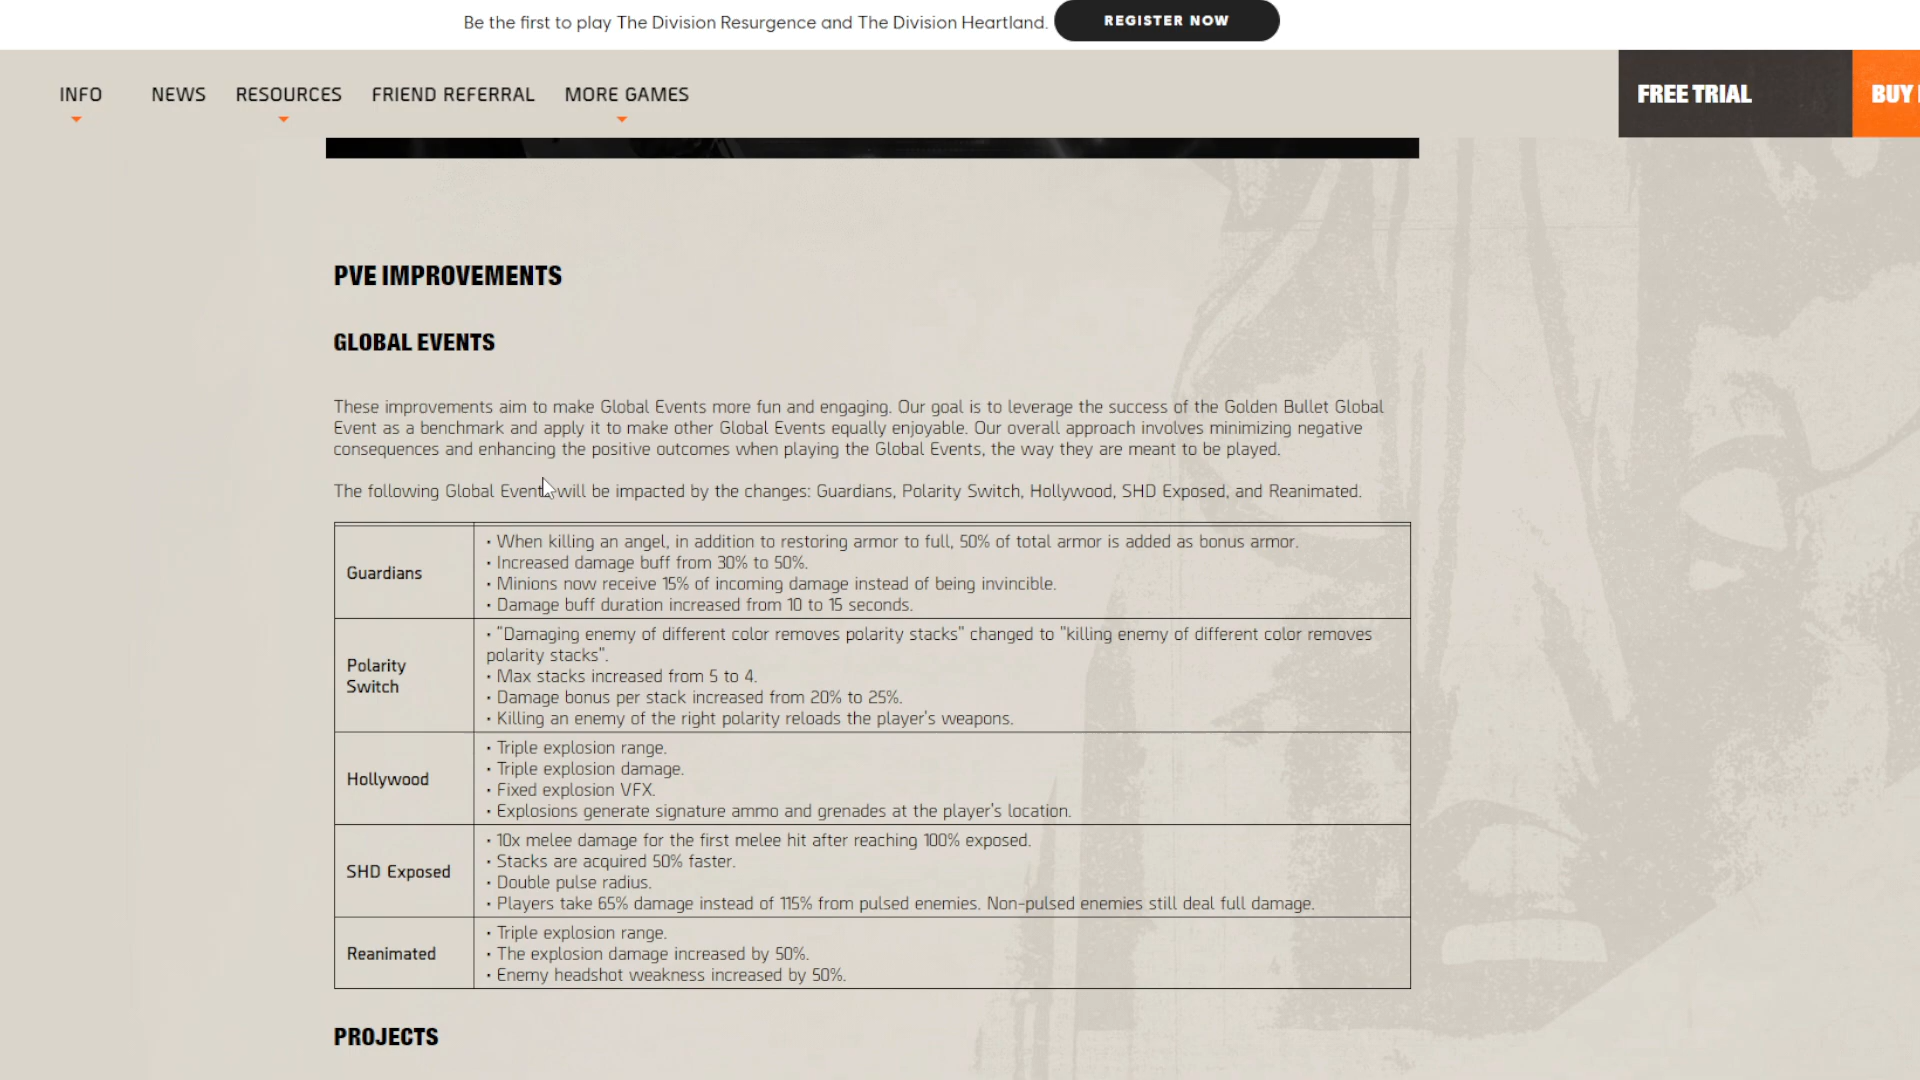 Be the first to play The Division Resurgence and The Division Heartland.
REGISTER NOW
INFO
NEWS
RESOURCES
FRIEND REFERRAL
MORE GAMES
FREE TRIAL
BUY
PVE IMPROVEMENTS
GLOBAL EVENTS
These improvements aim to make Global Events more fun and engaging. Our goal is to leverage the success of the Golden Bullet Global
Event as a benchmark and apply it to make other Global Events equally enjoyable. Our overall approach involves minimizing negative
consequences and enhancing the positive outcomes when playing the Global Events, the way they are meant to be played.
The following Global Events will be impacted by the changes: Guardians, Polarity Switch, Hollywood, SHD Exposed, and Reanimated.
Guardians
• When killing an angel, in addition to restoring armor to full, 50% of total armor is added as bonus armor.
• Increased damage buff from 30% to 50%.
• Minions now receive 15% of incoming damage instead of being invincible.
• Damage buff duration increased from 10 to 15 seconds.
Polarity
Switch
• "Damaging enemy of different color removes polarity stacks" changed to "killing enemy of different color removes
polarity stacks".
• Max stacks increased from 5 to 4.
• Damage bonus per stack increased from 20% to 25%.
• Killing an enemy of the right polarity reloads the player's weapons.
Hollywood
• Triple explosion range.
• Triple explosion damage.
• Fixed explosion VFX.
• Explosions generate signature ammo and grenades at the player's location.
SHD Exposed
• 10x melee damage for the first melee hit after reaching 100% exposed.
• Stacks are acquired 50% faster.
• Double pulse radius.
• Players take 65% damage instead of 115% from pulsed enemies. Non-pulsed enemies still deal full damage.
Reanimated
• Triple explosion range.
• The explosion damage increased by 50%.
• Enemy headshot weakness increased by 50%.
PROJECTS